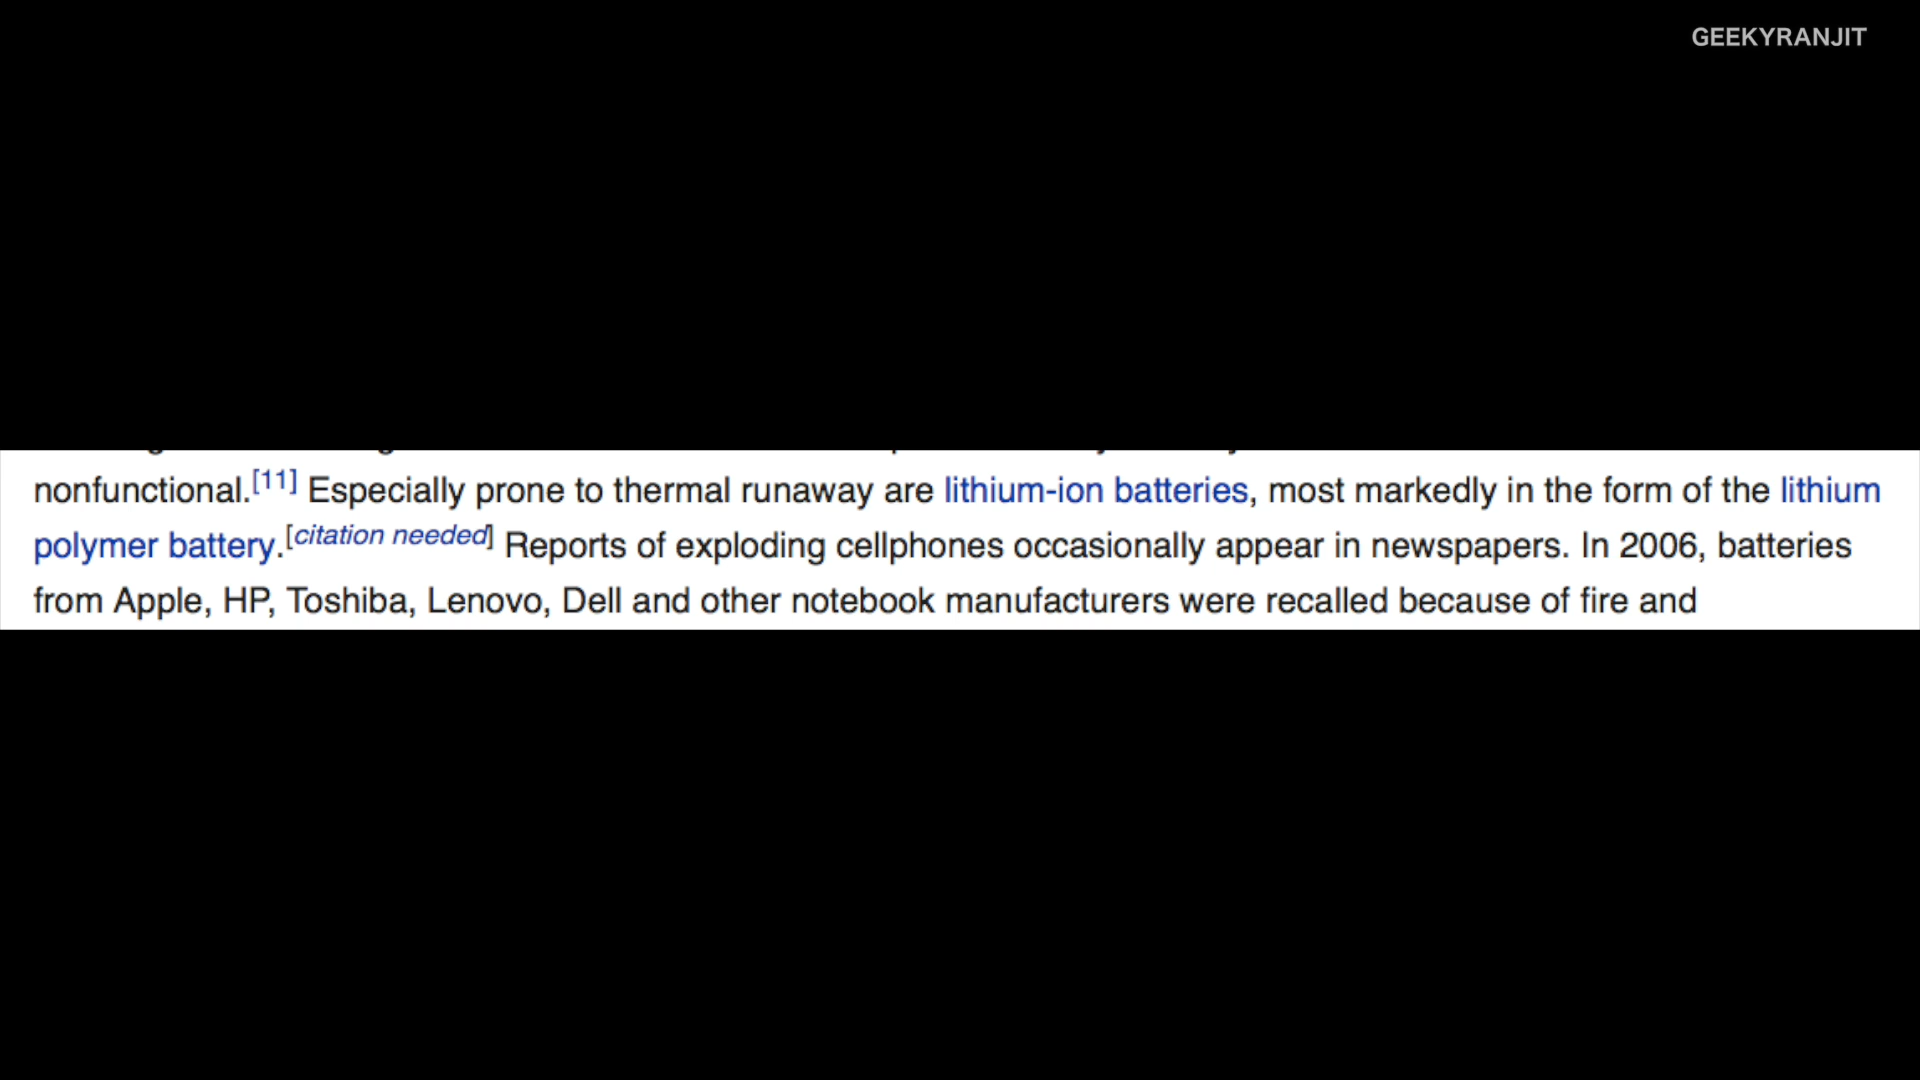 GEEKYRANJIT
nonfunctional.[11] Especially prone to thermal runaway are lithium-ion batteries, most markedly in the form of the lithium
polymer battery.[citation needed] Reports of exploding cellphones occasionally appear in newspapers. In 2006, batteries
from Apple, HP, Toshiba, Lenovo, Dell and other notebook manufacturers were recalled because of fire and